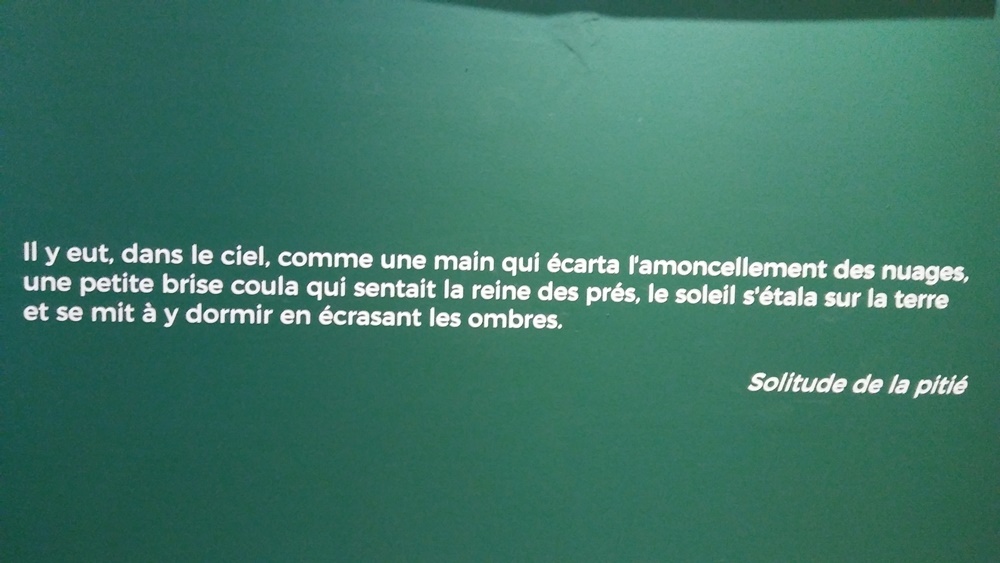 Il y eut, dans le ciel, comme une main qui écarta l'amoncellement des nuages,
une petite brise coula qui sentait la reine des prés, le soleil s'étala sur la terre
et se mit à y dormir en écrasant les ombres.
Solitude de la pitié